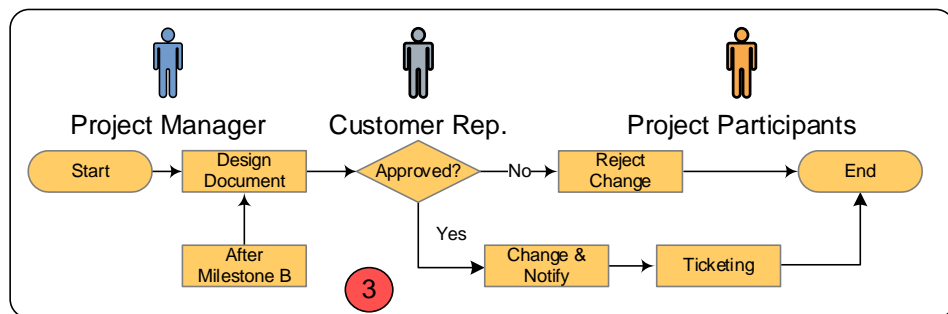 Project Manager
Customer Rep.
Project Participants
Start
Design
Document
Approved?
No
Reject
Change
End
Yes
After
Milestone B
Change &
Notify
Ticketing
3